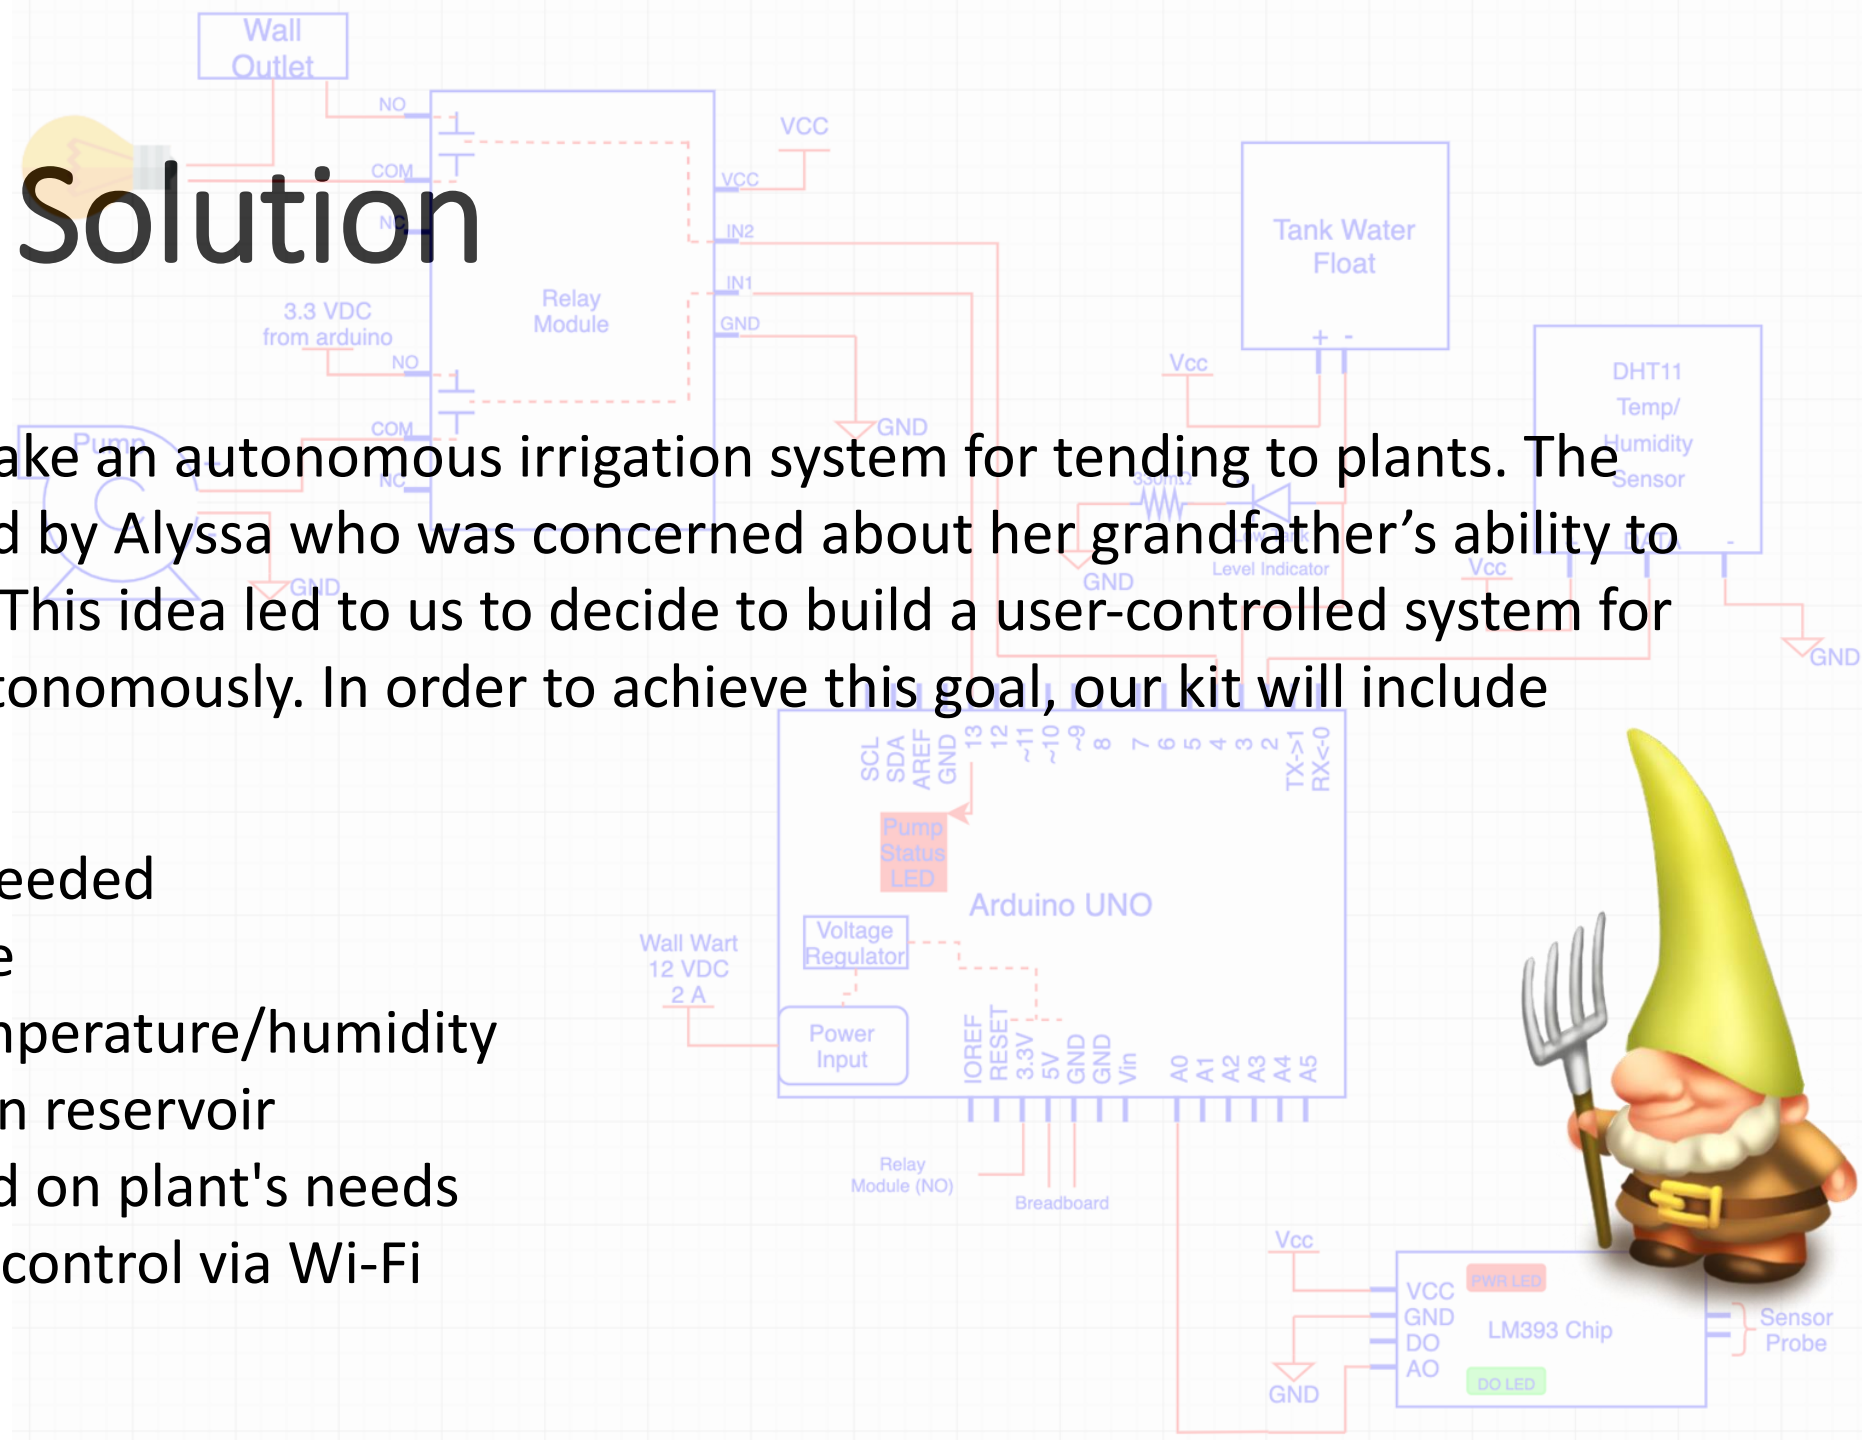 Wall
Outlet
NO
VCC
Solution
COM
VCC
NC
IN2
Tank Water
Float
IN1
Relay
Module
3.3 VDC
from arduino
GND
+ -
NO
Vcc
DHT11
Temp/
Humidity
Sensor
COM
GND
Pump
ake an autonomous irrigation system for tending to plants. The
NC
330mΩ
d by Alyssa who was concerned about her grandfather's ability to
Low Tank
Level Indicator
DATA
-
Vcc
GND
GND
This idea led to us to decide to build a user-controlled system for
GND
tonomously. In order to achieve this goal, our kit will include
SCL
SDA
AREF
GND
13
12
~11
~10
~9
8
7
6
5
4
3
2
TX->1
RX<-0
Pump
Status
LED
eeded
Arduino UNO
Voltage
Regulator
Wall Wart
12 VDC
2 A
e
Power
Input
nperature/humidity
IOREF
RESET
3.3V
5V
GND
GND
Vin
A0
A1
A2
A3
A4
A5
n reservoir
Relay
Module (NO)
Breadboard
d on plant's needs
control via Wi-Fi
Vcc
VCC
PWR LED
GND
LM393 Chip
DO
AO
Sensor
Probe
DO LED
GND